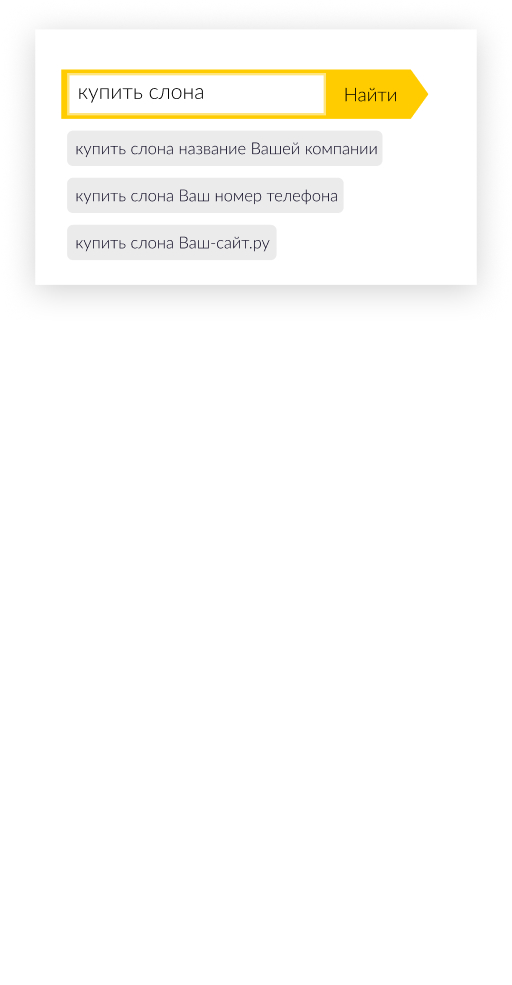 купить слона
Найти
купить слона название Вашей компании
купить слона Ваш номер телефона
купить слона Ваш-сайт.ру